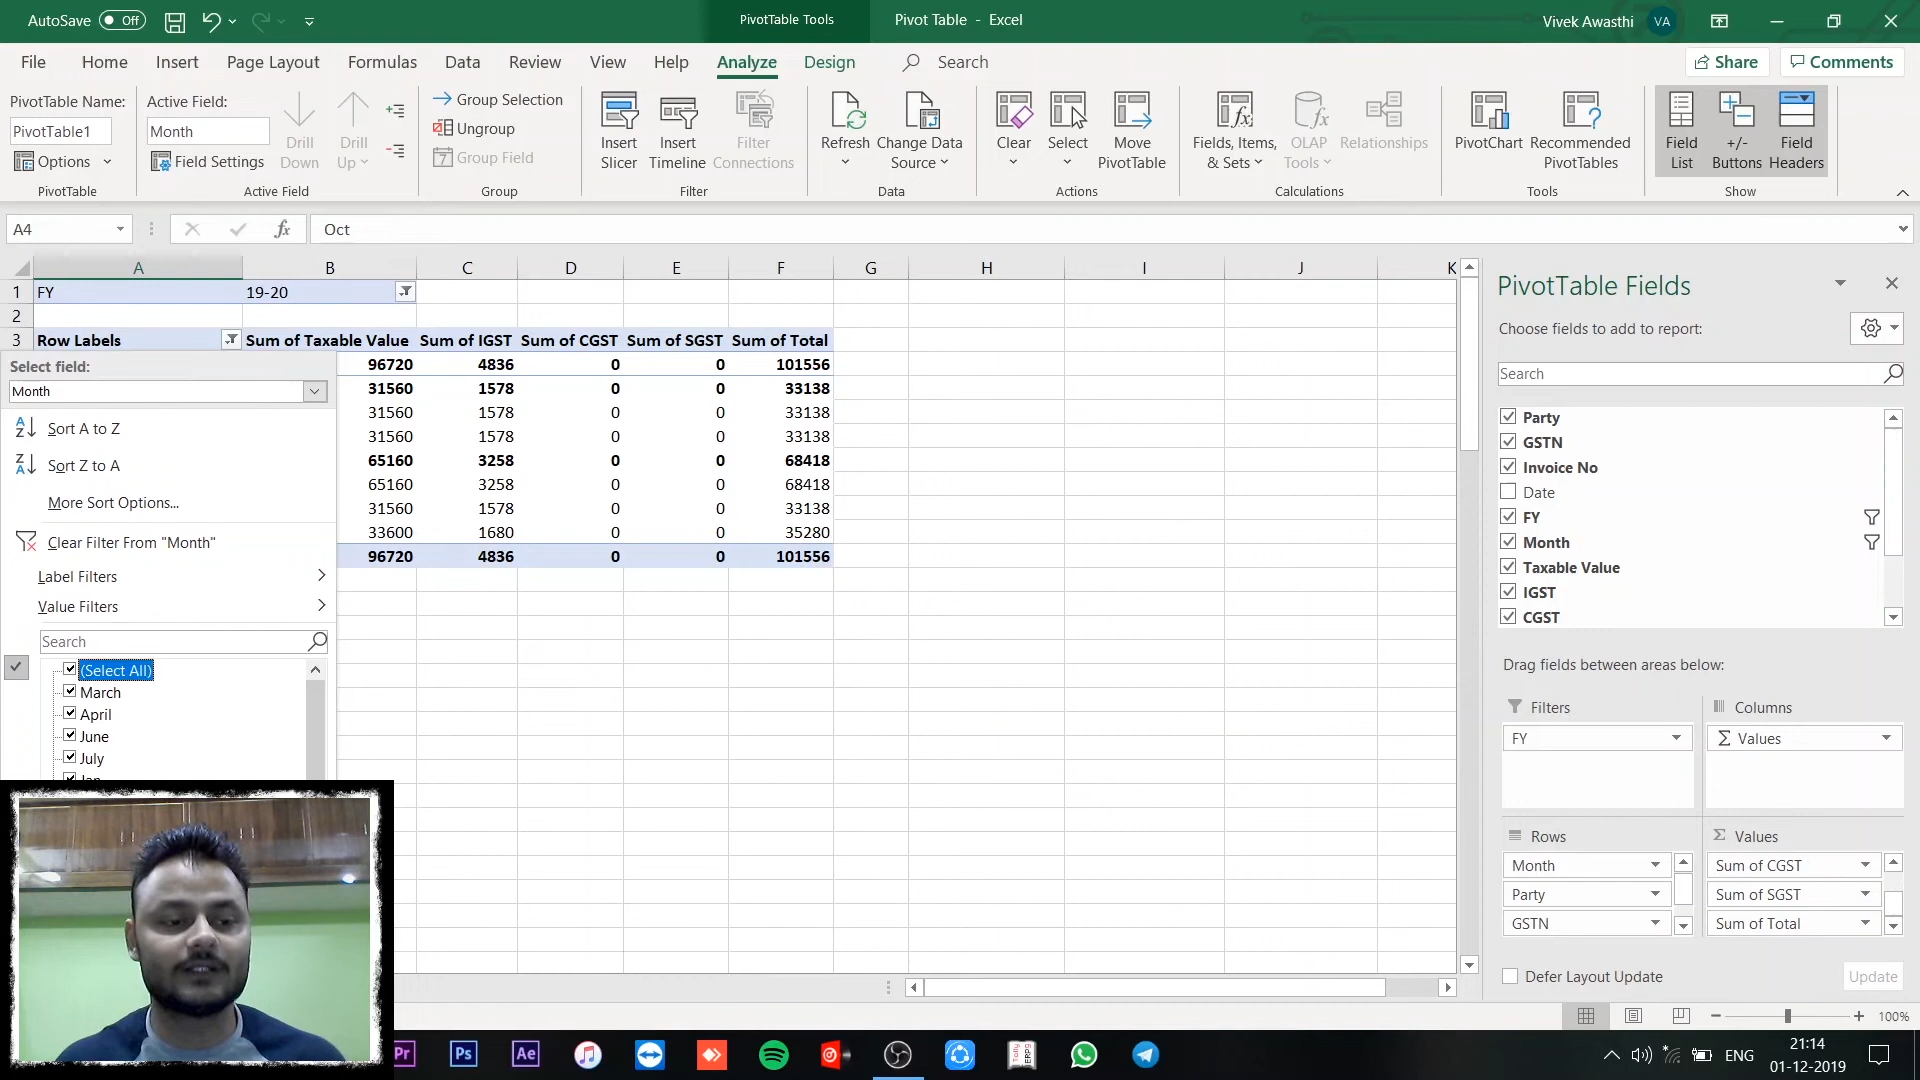 AutoSave Off
PivotTable Tools
Pivot Table - Excel
Vivek Awasthi
VA
File Home Insert Page Layout Formulas Data Review View Help Analyze Design Search
Share Comments
PivotTable Name:
PivotTable1
Options
PivotTable
Active Field:
Month
Field Settings
Drill Down
Drill Up
Active Field
Group Selection
Ungroup
Group Field
Group
Insert Slicer
Insert Timeline
Filter Connections
Filter
Refresh
Change Data Source
Data
Clear
Select
Move PivotTable
Actions
Fields, Items, & Sets
OLAP Tools
Relationships
Calculations
PivotChart
Recommended PivotTables
Tools
Field List
+/- Buttons
Field Headers
Show
A4
fx
Oct
A B C D E F G H I J K
1 FY 19-20
2
3 Row Labels Sum of Taxable Value Sum of IGST Sum of CGST Sum of SGST Sum of Total
96720 4836 0 0 101556
31560 1578 0 0 33138
31560 1578 0 0 33138
31560 1578 0 0 33138
65160 3258 0 0 68418
65160 3258 0 0 68418
31560 1578 0 0 33138
33600 1680 0 0 35280
96720 4836 0 0 101556
Select field:
Month
Sort A to Z
Sort Z to A
More Sort Options...
Clear Filter From "Month"
Label Filters
Value Filters
Search
(Select All)
March
April
June
July
PivotTable Fields
Choose fields to add to report:
Search
Party
GSTN
Invoice No
Date
FY
Month
Taxable Value
IGST
CGST
Drag fields between areas below:
Filters
FY
Columns
Σ Values
Rows
Month
Party
GSTN
Σ Values
Sum of CGST
Sum of SGST
Sum of Total
Defer Layout Update
Update
100%
Pr
Ps
Ae
ENG
21:14
01-12-2019